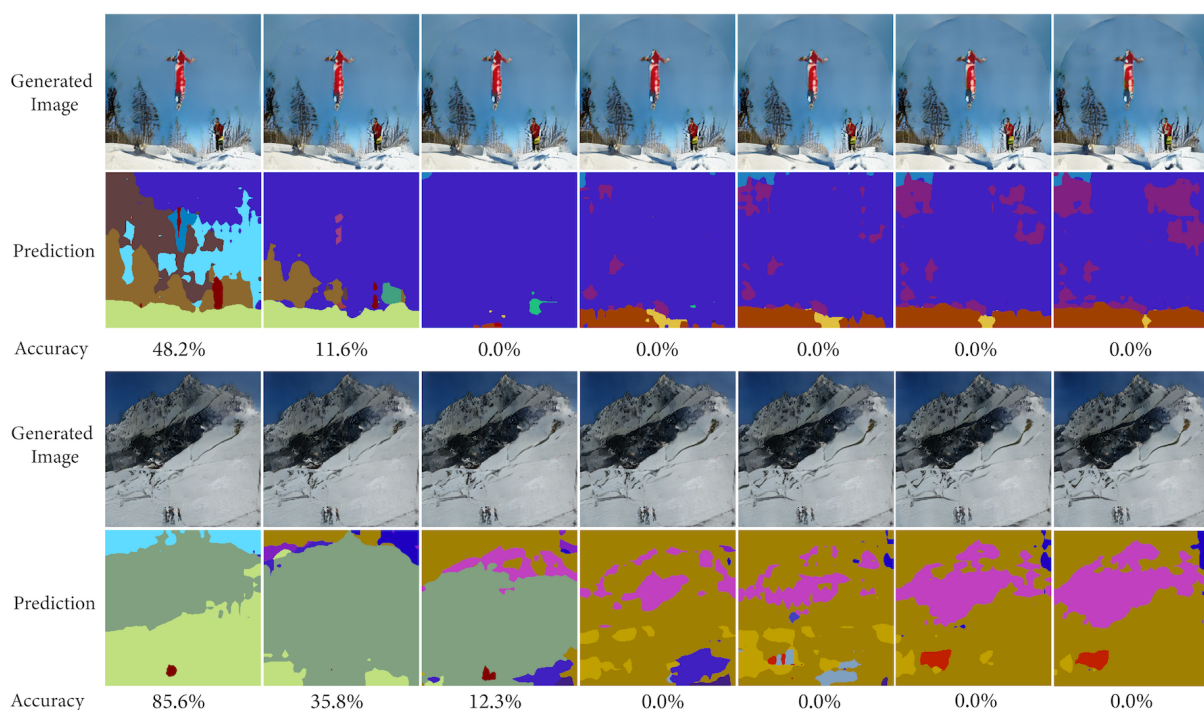 Generated
Image
Prediction
Accuracy 48.2% 11.6% 0.0% 0.0% 0.0% 0.0% 0.0%
Generated
Image
Prediction
Accuracy 85.6% 35.8% 12.3% 0.0% 0.0% 0.0% 0.0%